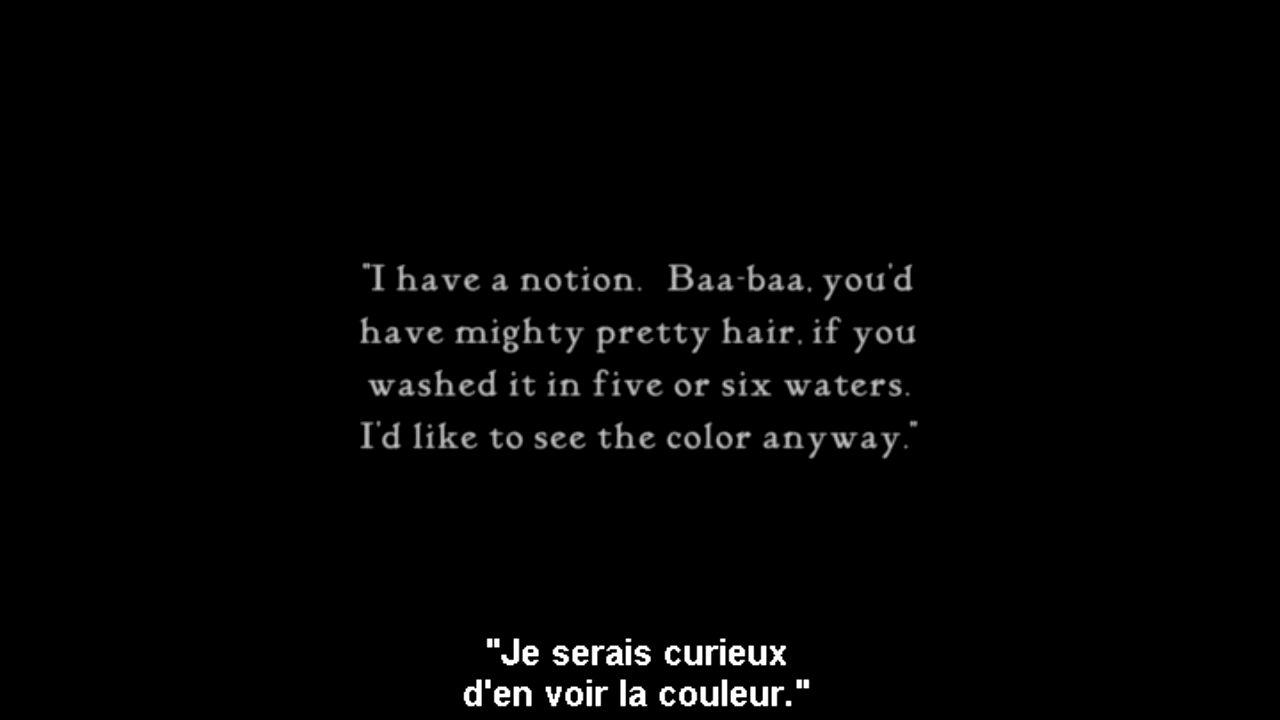 "I have a notion. Baa-baa, you'd
have mighty pretty hair, if you
washed it in five or six waters.
I'd like to see the color anyway."
"Je serais curieux
d'en voir la couleur."